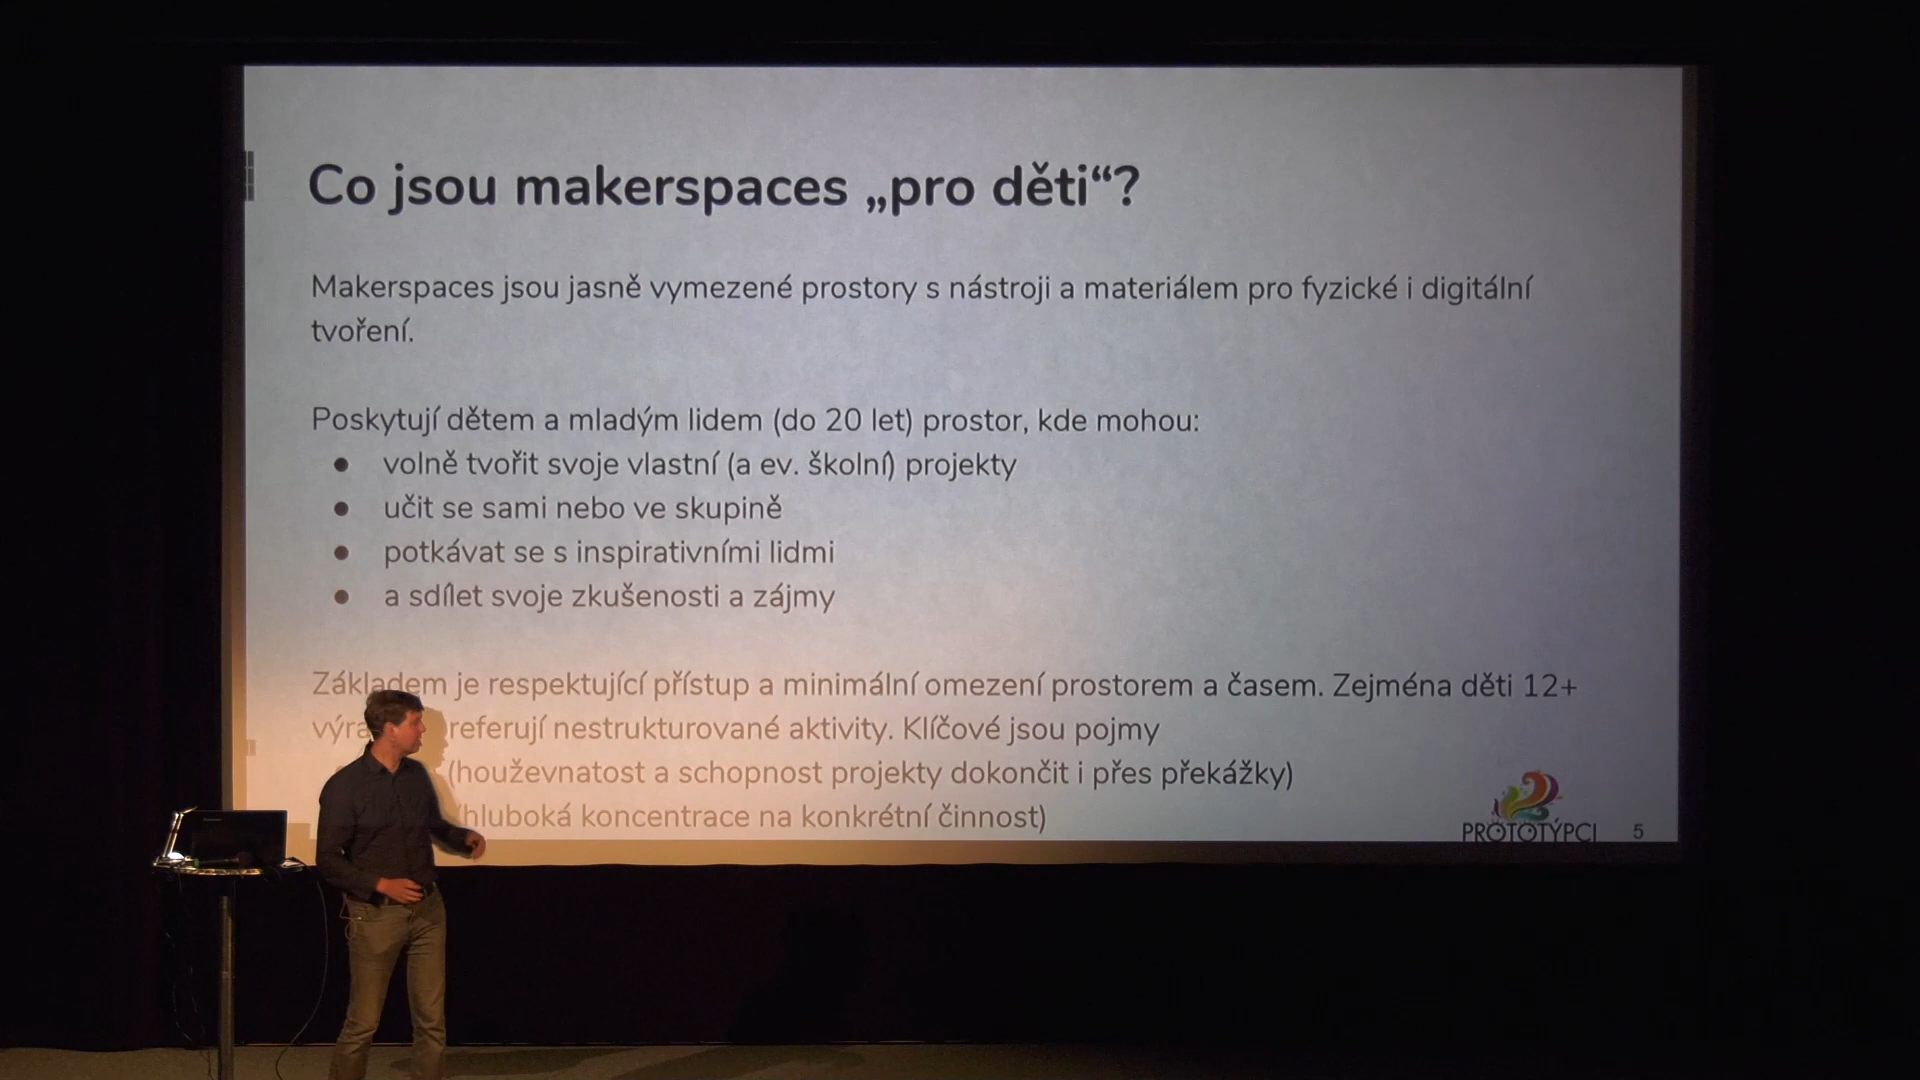 Co jsou makerspaces „pro děti“?
Makerspaces jsou jasně vymezené prostory s nástroji a materiálem pro fyzické i digitální
tvoření.
Poskytují dětem a mladým lidem (do 20 let) prostor, kde mohou:
● volně tvořit svoje vlastní (a ev. školní) projekty
● učit se sami nebo ve skupině
● potkávat se s inspirativními lidmi
● a sdílet svoje zkušenosti a zájmy
Základem je respektující přístup a minimální omezení prostorem a časem. Zejména děti 12+
nestrukturované aktivity. Klíčové jsou pojmy
(houževnatost a schopnost projekty dokončit i přes překážky)
(hluboká koncentrace na konkrétní činnost)
PROTOTÝPCI 5